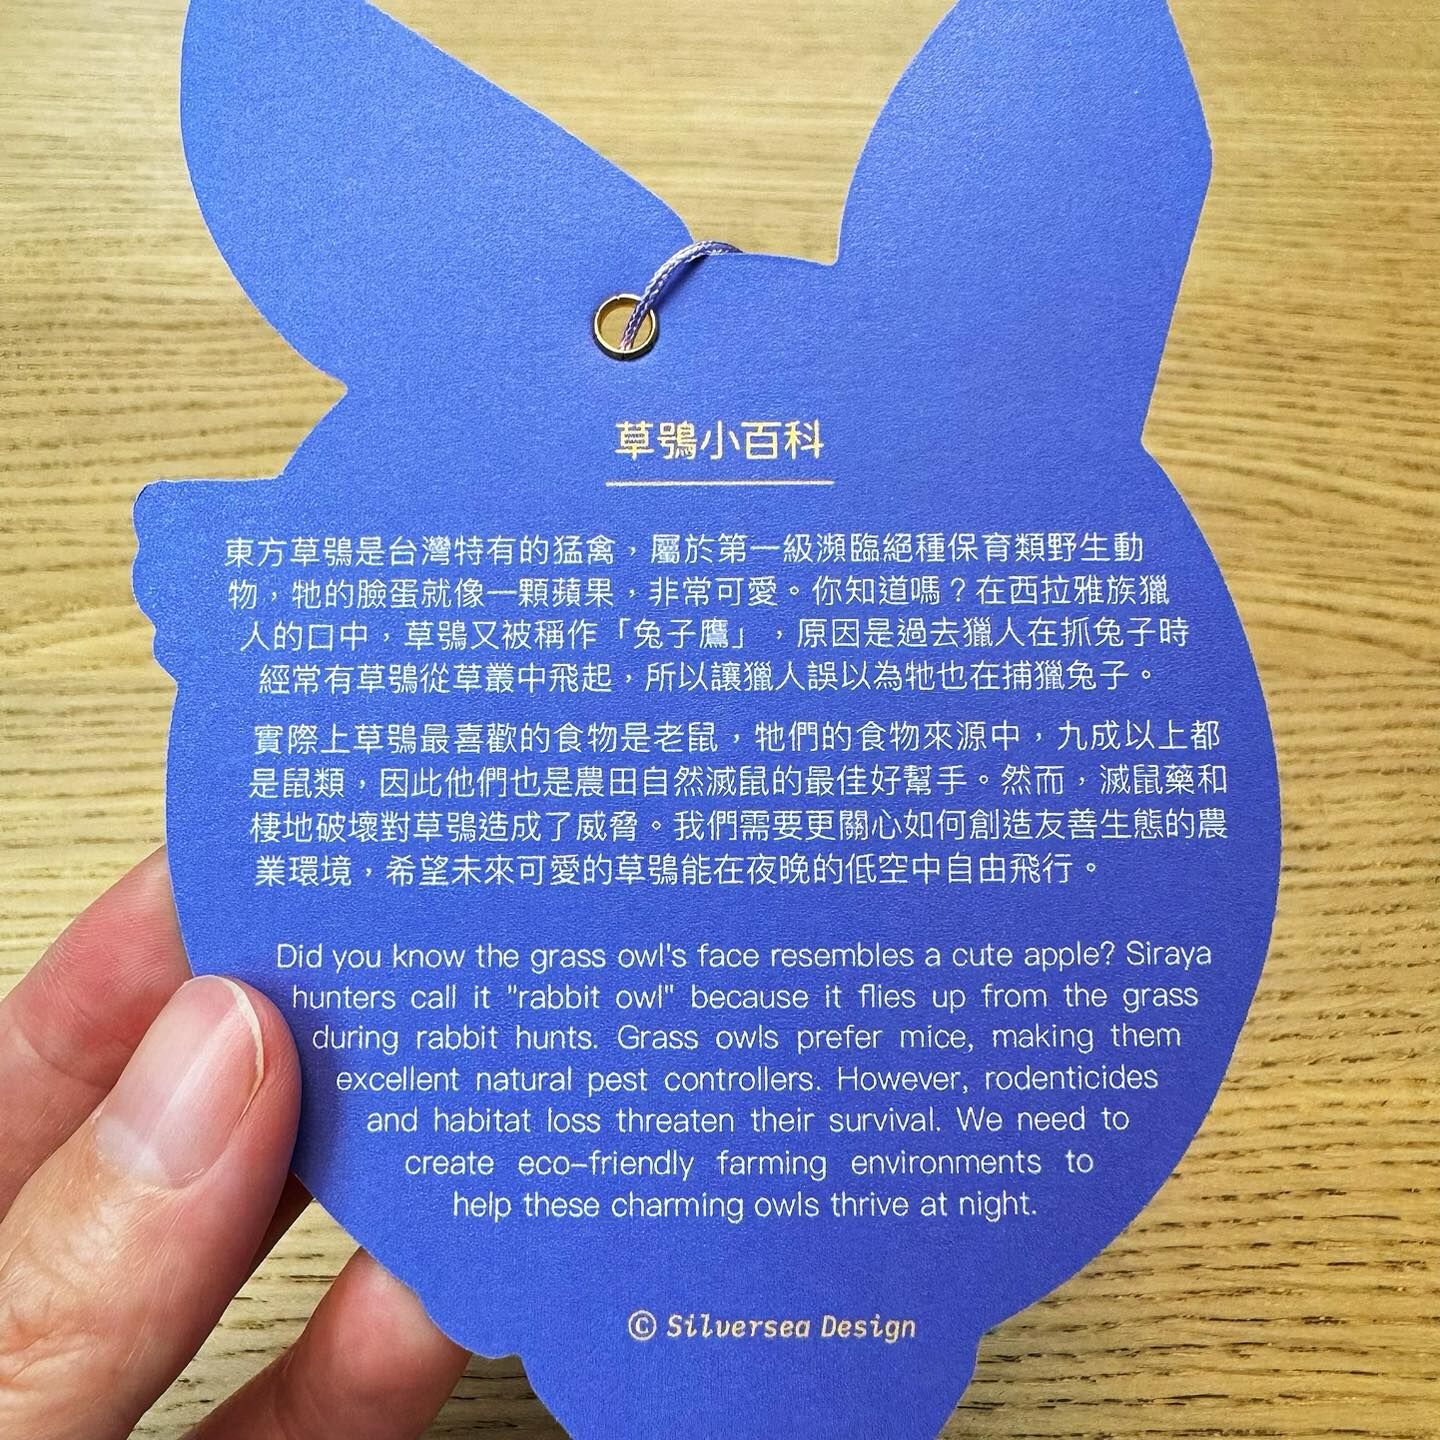 草鴞小百科
東方草鴞是台灣特有的猛禽，屬於第一級瀕臨絕種保育類野生動
物，牠的臉蛋就像一顆蘋果，非常可愛。你知道嗎？在西拉雅族獵
人的口中，草鴞又被稱作「兔子鷹」，原因是過去獵人在抓兔子時
經常有草鴞從草叢中飛起，所以讓獵人誤以為牠也在捕獵兔子。
實際上草鴞最喜歡的食物是老鼠，牠們的食物來源中，九成以上都
是鼠類，因此他們也是農田自然滅鼠的最佳好幫手。然而，滅鼠藥和
棲地破壞對草鴞造成了威脅。我們需要更關心如何創造友善生態的農
業環境，希望未來可愛的草鴞能在夜晚的低空中自由飛行。
Did you know the grass owl's face resembles a cute apple? Siraya
hunters call it "rabbit owl" because it flies up from the grass
during rabbit hunts. Grass owls prefer mice, making them
excellent natural pest controllers. However, rodenticides
and habitat loss threaten their survival. We need to
create eco-friendly farming environments to
help these charming owls thrive at night.
© Silversea Design